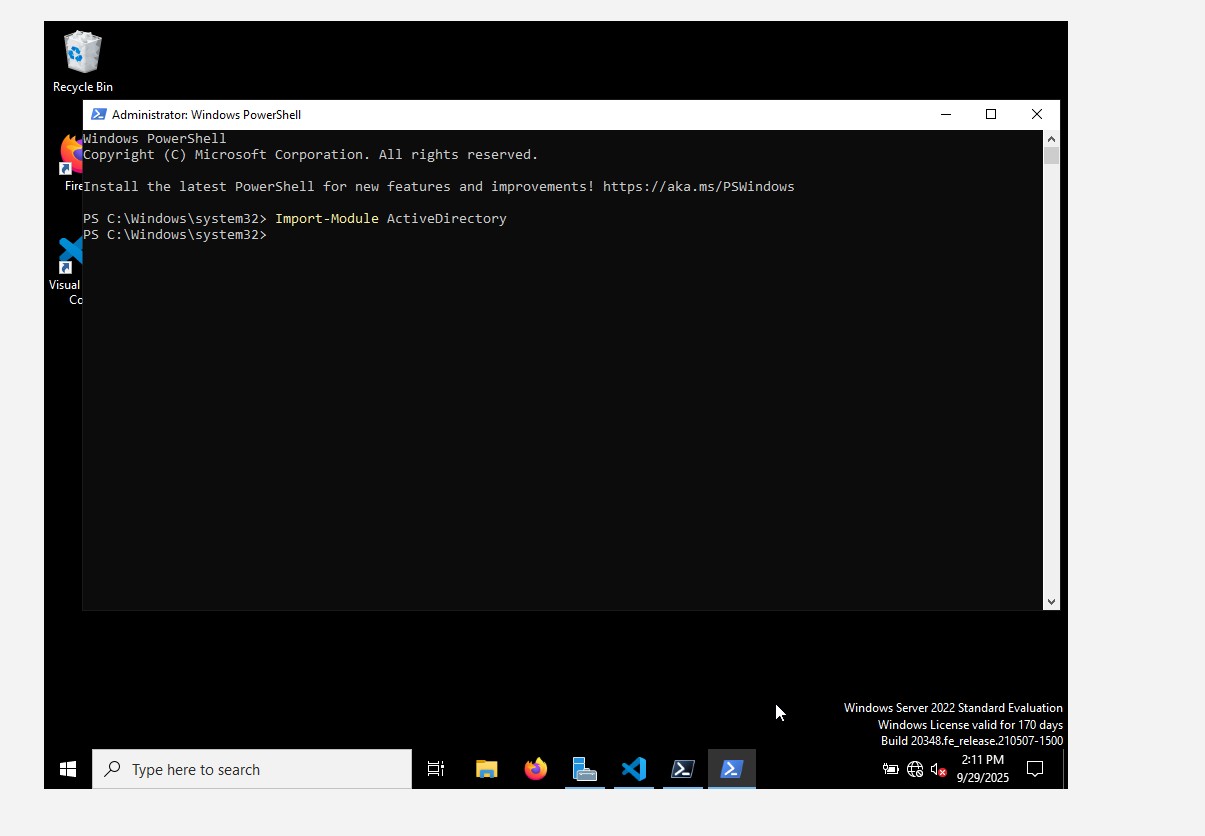 Recycle Bin
Administrator: Windows PowerShell
Windows PowerShell
Copyright (C) Microsoft Corporation. All rights reserved.
Fire
Install the latest PowerShell for new features and improvements! https://aka.ms/PSWindows
PS C:\Windows\system32> Import-Module ActiveDirectory
PS C:\Windows\system32>
Visual
Co
Windows Server 2022 Standard Evaluation
Windows License valid for 170 days
Build 20348.fe_release.210507-1500
Type here to search
2:11 PM
9/29/2025